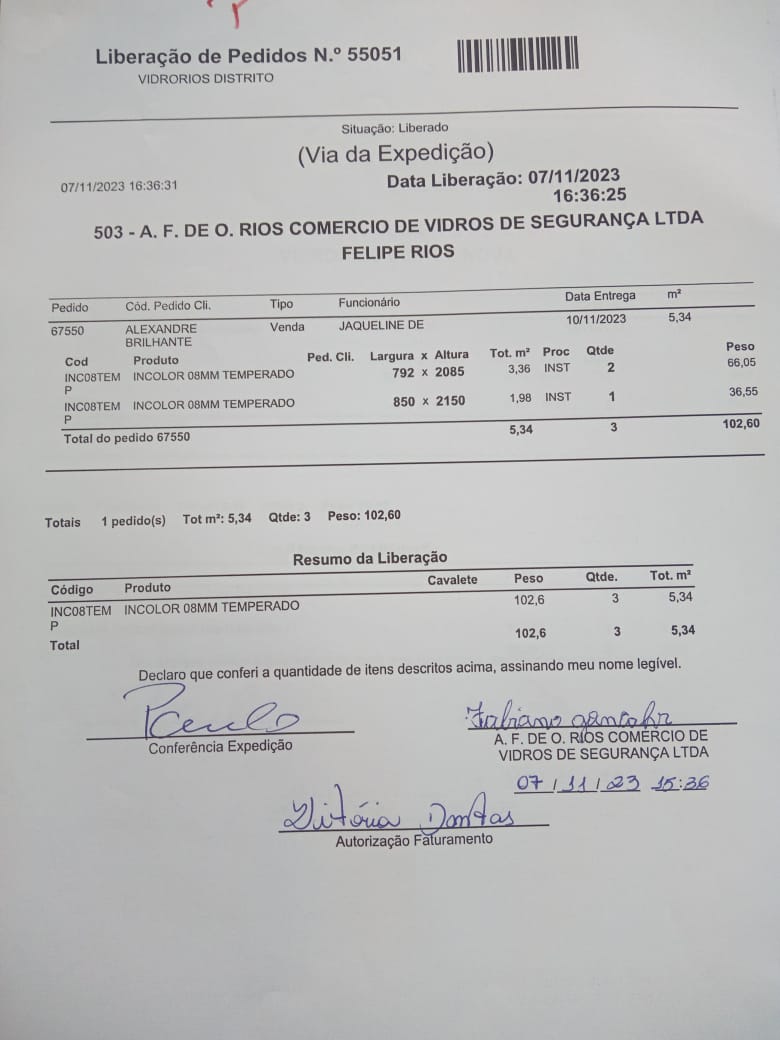 Liberação de Pedidos N.º 55051
VIDRORIOS DISTRITO
Situação: Liberado
(Via da Expedição)
07/11/2023 16:36:31
Data Liberação: 07/11/2023
16:36:25
503 - A. F. DE O. RIOS COMERCIO DE VIDROS DE SEGURANÇA LTDA
FELIPE RIOS
Pedido Cód. Pedido Cli. Tipo Funcionário Data Entrega m²
67550 ALEXANDRE Venda JAQUELINE DE 10/11/2023 5,34
BRILHANTE
Cod Produto Ped. Cli. Largura x Altura Tot. m² Proc Qtde Peso
INC08TEM INCOLOR 08MM TEMPERADO 792 x 2085 3,36 INST 2 66,05
P
INC08TEM INCOLOR 08MM TEMPERADO 850 x 2150 1,98 INST 1 36,55
P
Total do pedido 67550 5,34 3 102,60
Totais 1 pedido(s) Tot m²: 5,34 Qtde: 3 Peso: 102,60
Resumo da Liberação
Código Produto Cavalete Peso Qtde. Tot. m²
INC08TEM INCOLOR 08MM TEMPERADO 102,6 3 5,34
P
Total 102,6 3 5,34
Declaro que conferi a quantidade de itens descritos acima, assinando meu nome legível.
Fabiano
Conferência Expedição
A. F. DE O. RIOS COMERCIO DE
VIDROS DE SEGURANÇA LTDA
07/11/23 15:36
Vitória Dantas
Autorização Faturamento